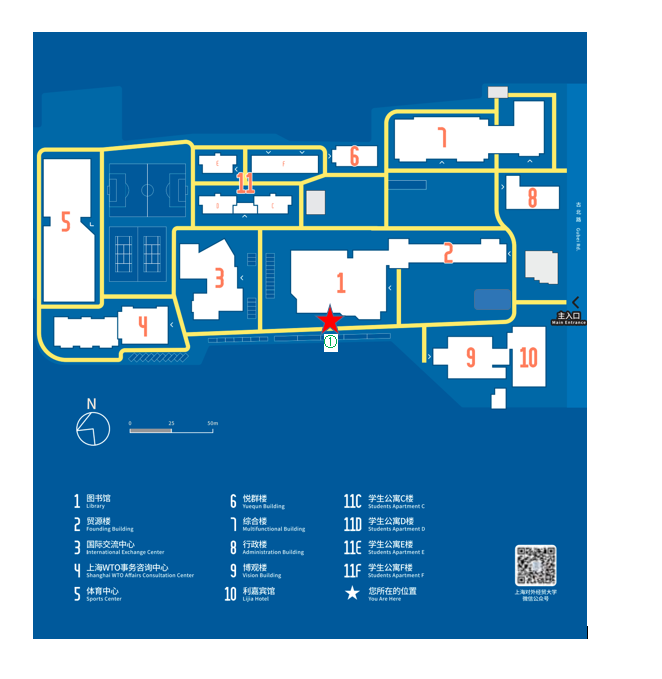 7
6
E
F
11
8
D
C
5
古北路 Gubei Rd.
2
3
1
主入口
Main Entrance
4
①
9
10
N
0 25 50m
1 图书馆
Library
2 贸源楼
Founding Building
3 国际交流中心
International Exchange Center
4 上海WTO事务咨询中心
Shanghai WTO Affairs Consultation Center
5 体育中心
Sports Center
6 悦群楼
Yuequn Building
7 综合楼
Multifunctional Building
8 行政楼
Administration Building
9 博观楼
Vision Building
10 利嘉宾馆
Lijia Hotel
11C 学生公寓C楼
Students Apartment C
11D 学生公寓D楼
Students Apartment D
11E 学生公寓E楼
Students Apartment E
11F 学生公寓F楼
Students Apartment F
您所在的位置
You Are Here
上海对外经贸大学
微信公众号